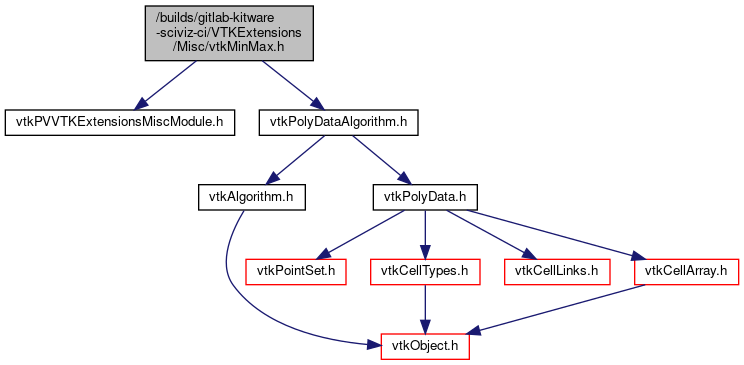 /builds/gitlab-kitware
-sciviz-ci/VTKExtensions
/Misc/vtkMinMax.h
vtkPVVTKExtensionsMiscModule.h
vtkPolyDataAlgorithm.h
vtkAlgorithm.h
vtkPolyData.h
vtkPointSet.h
vtkCellTypes.h
vtkCellLinks.h
vtkCellArray.h
vtkObject.h